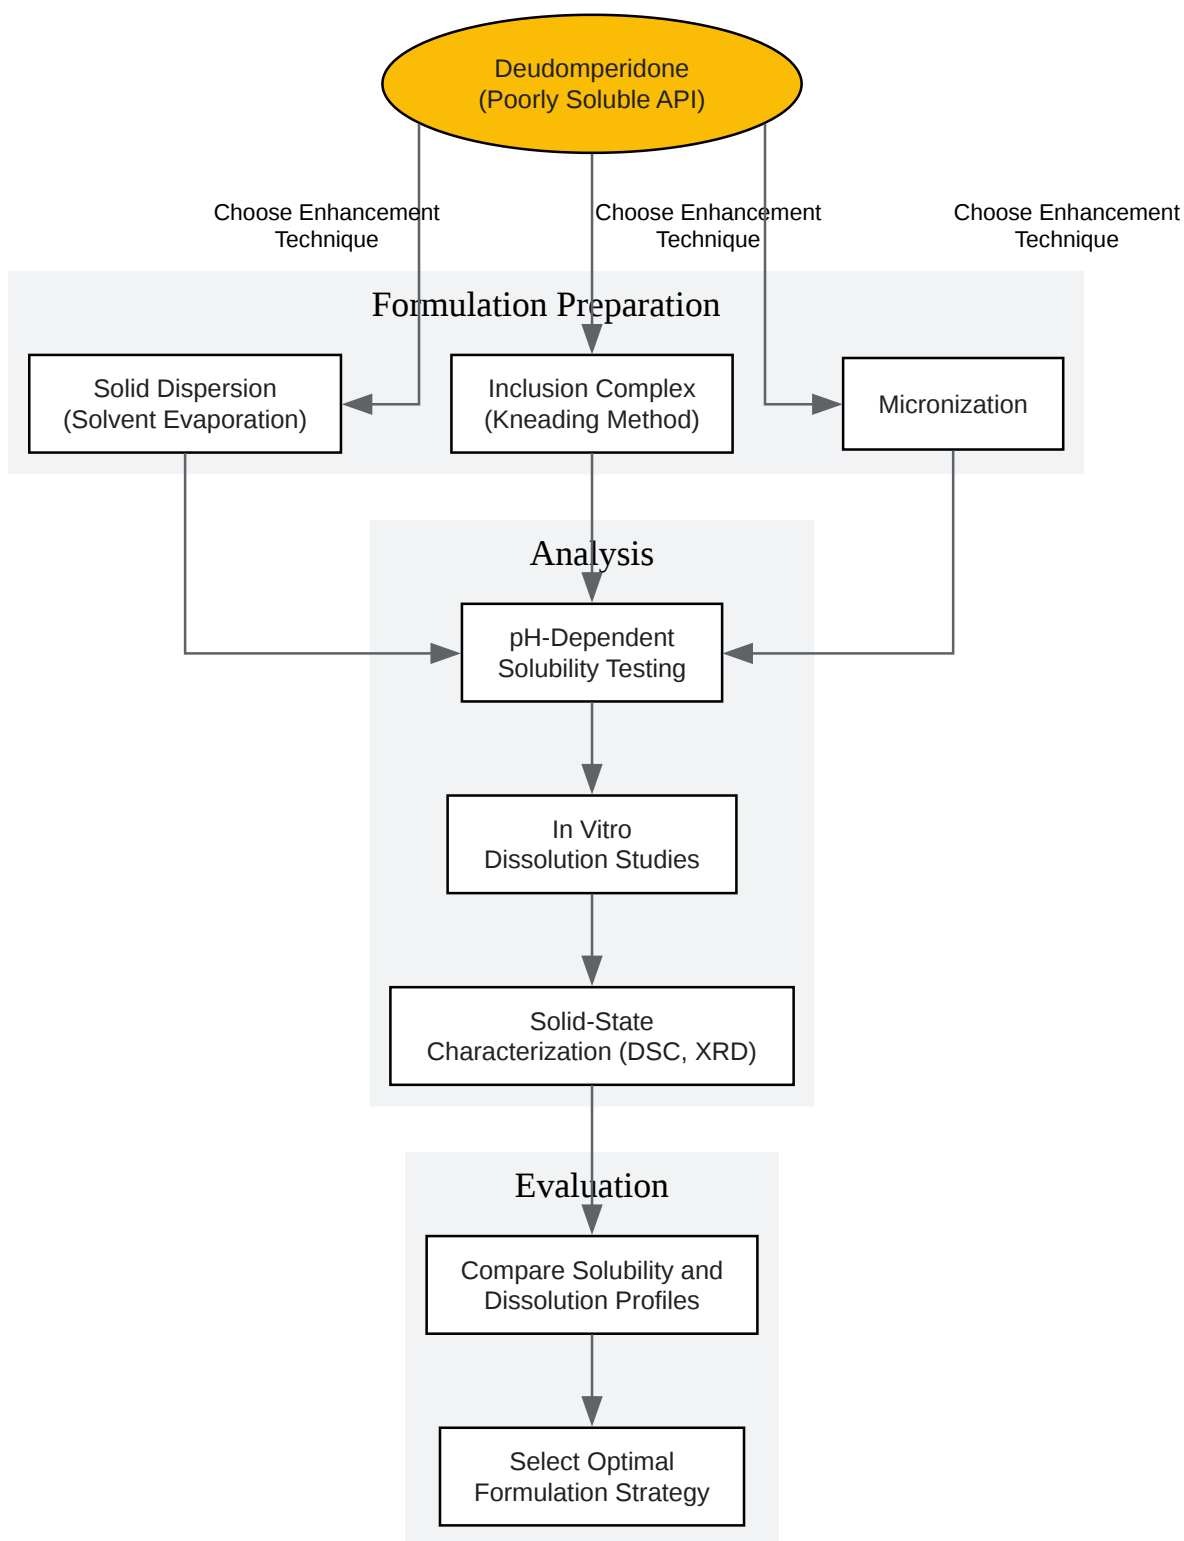 Deudomperidone
(Poorly Soluble API)
Choose Enhancement
Technique
Choose Enhancement
Technique
Choose Enhancement
Technique
Formulation Preparation
Solid Dispersion
(Solvent Evaporation)
Inclusion Complex
(Kneading Method)
Micronization
Analysis
pH-Dependent
Solubility Testing
In Vitro
Dissolution Studies
Solid-State
Characterization (DSC, XRD)
Evaluation
Compare Solubility and
Dissolution Profiles
Select Optimal
Formulation Strategy